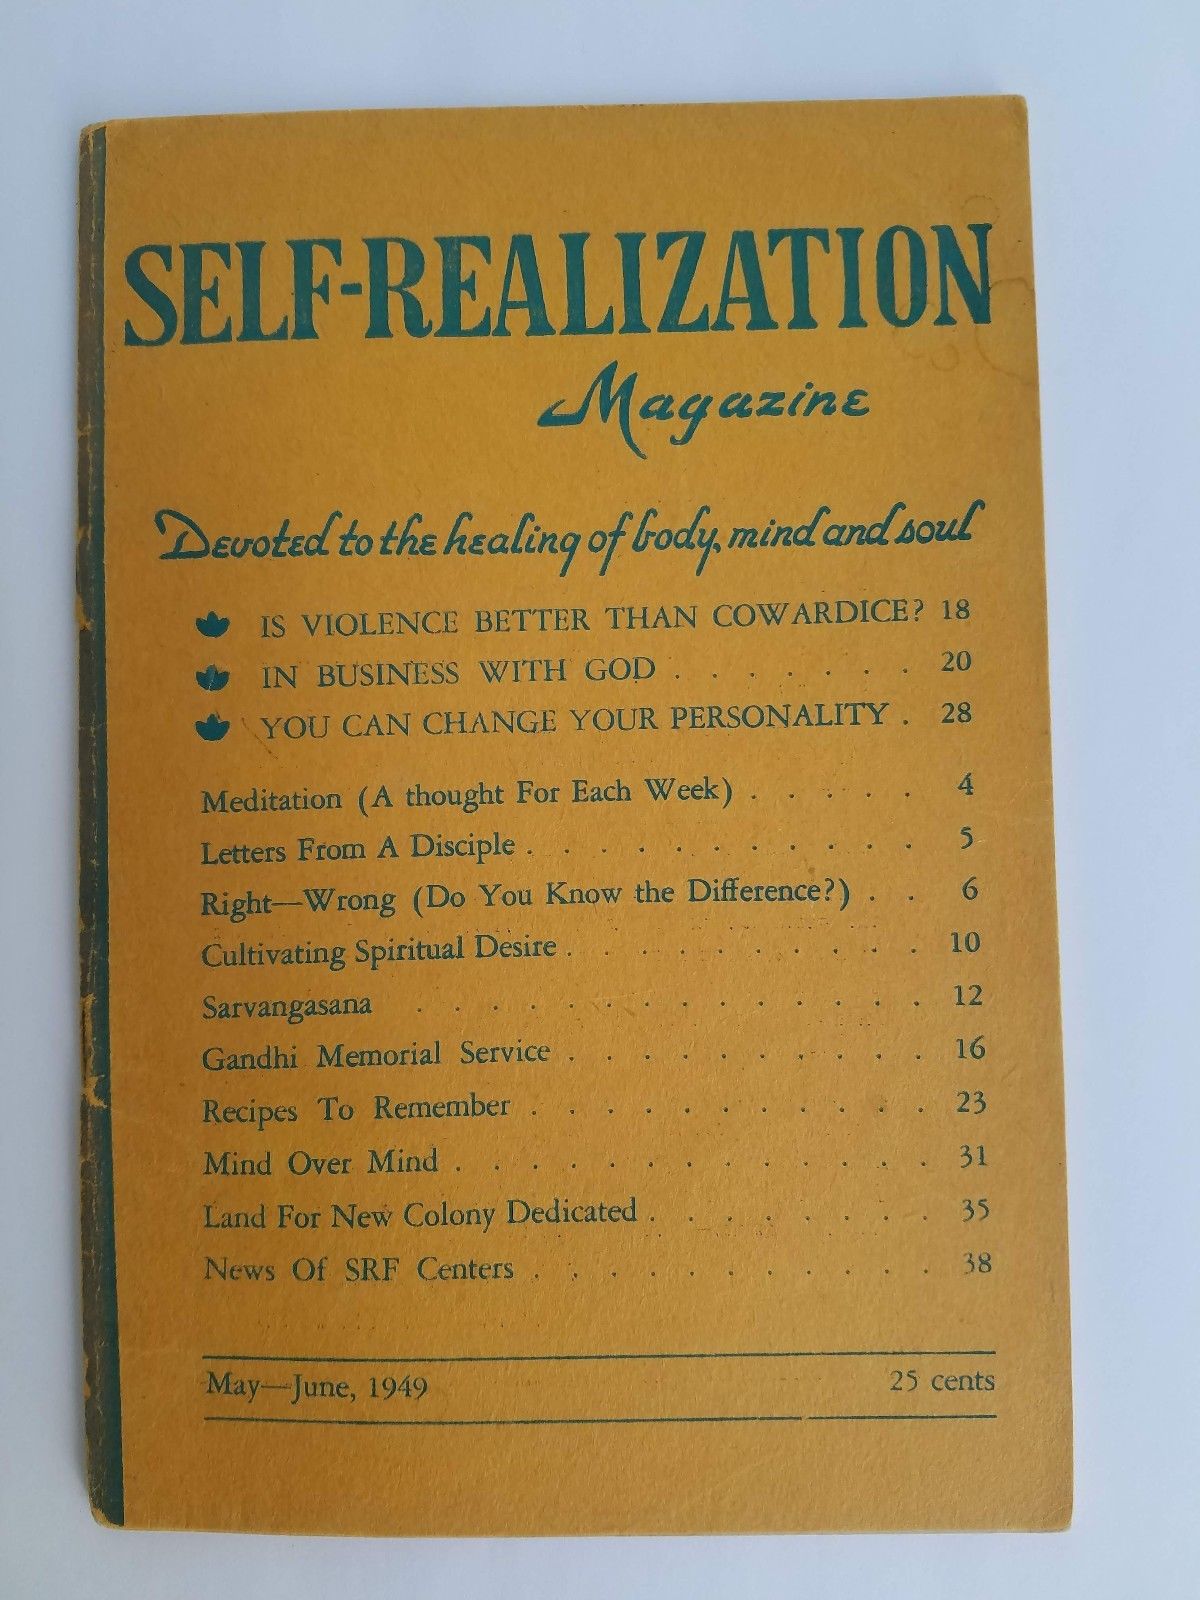 SELF-REALIZATION
Magazine
Devoted to the healing of body, mind and soul
IS VIOLENCE BETTER THAN COWARDICE? 18
IN BUSINESS WITH GOD . . . . . . . 20
YOU CAN CHANGE YOUR PERSONALITY . 28
Meditation (A thought For Each Week) . . . . . 4
Letters From A Disciple . . . . . . . . . . . 5
Right—Wrong (Do You Know the Difference?) . . 6
Cultivating Spiritual Desire . . . . . . . . . . 10
Sarvangasana . . . . . . . . . . . . . . 12
Gandhi Memorial Service . . . . . . . . . . 16
Recipes To Remember . . . . . . . . . . . 23
Mind Over Mind . . . . . . . . . . . . . 31
Land For New Colony Dedicated . . . . . . . . 35
News Of SRF Centers . . . . . . . . . . . 38
May—June, 1949 25 cents